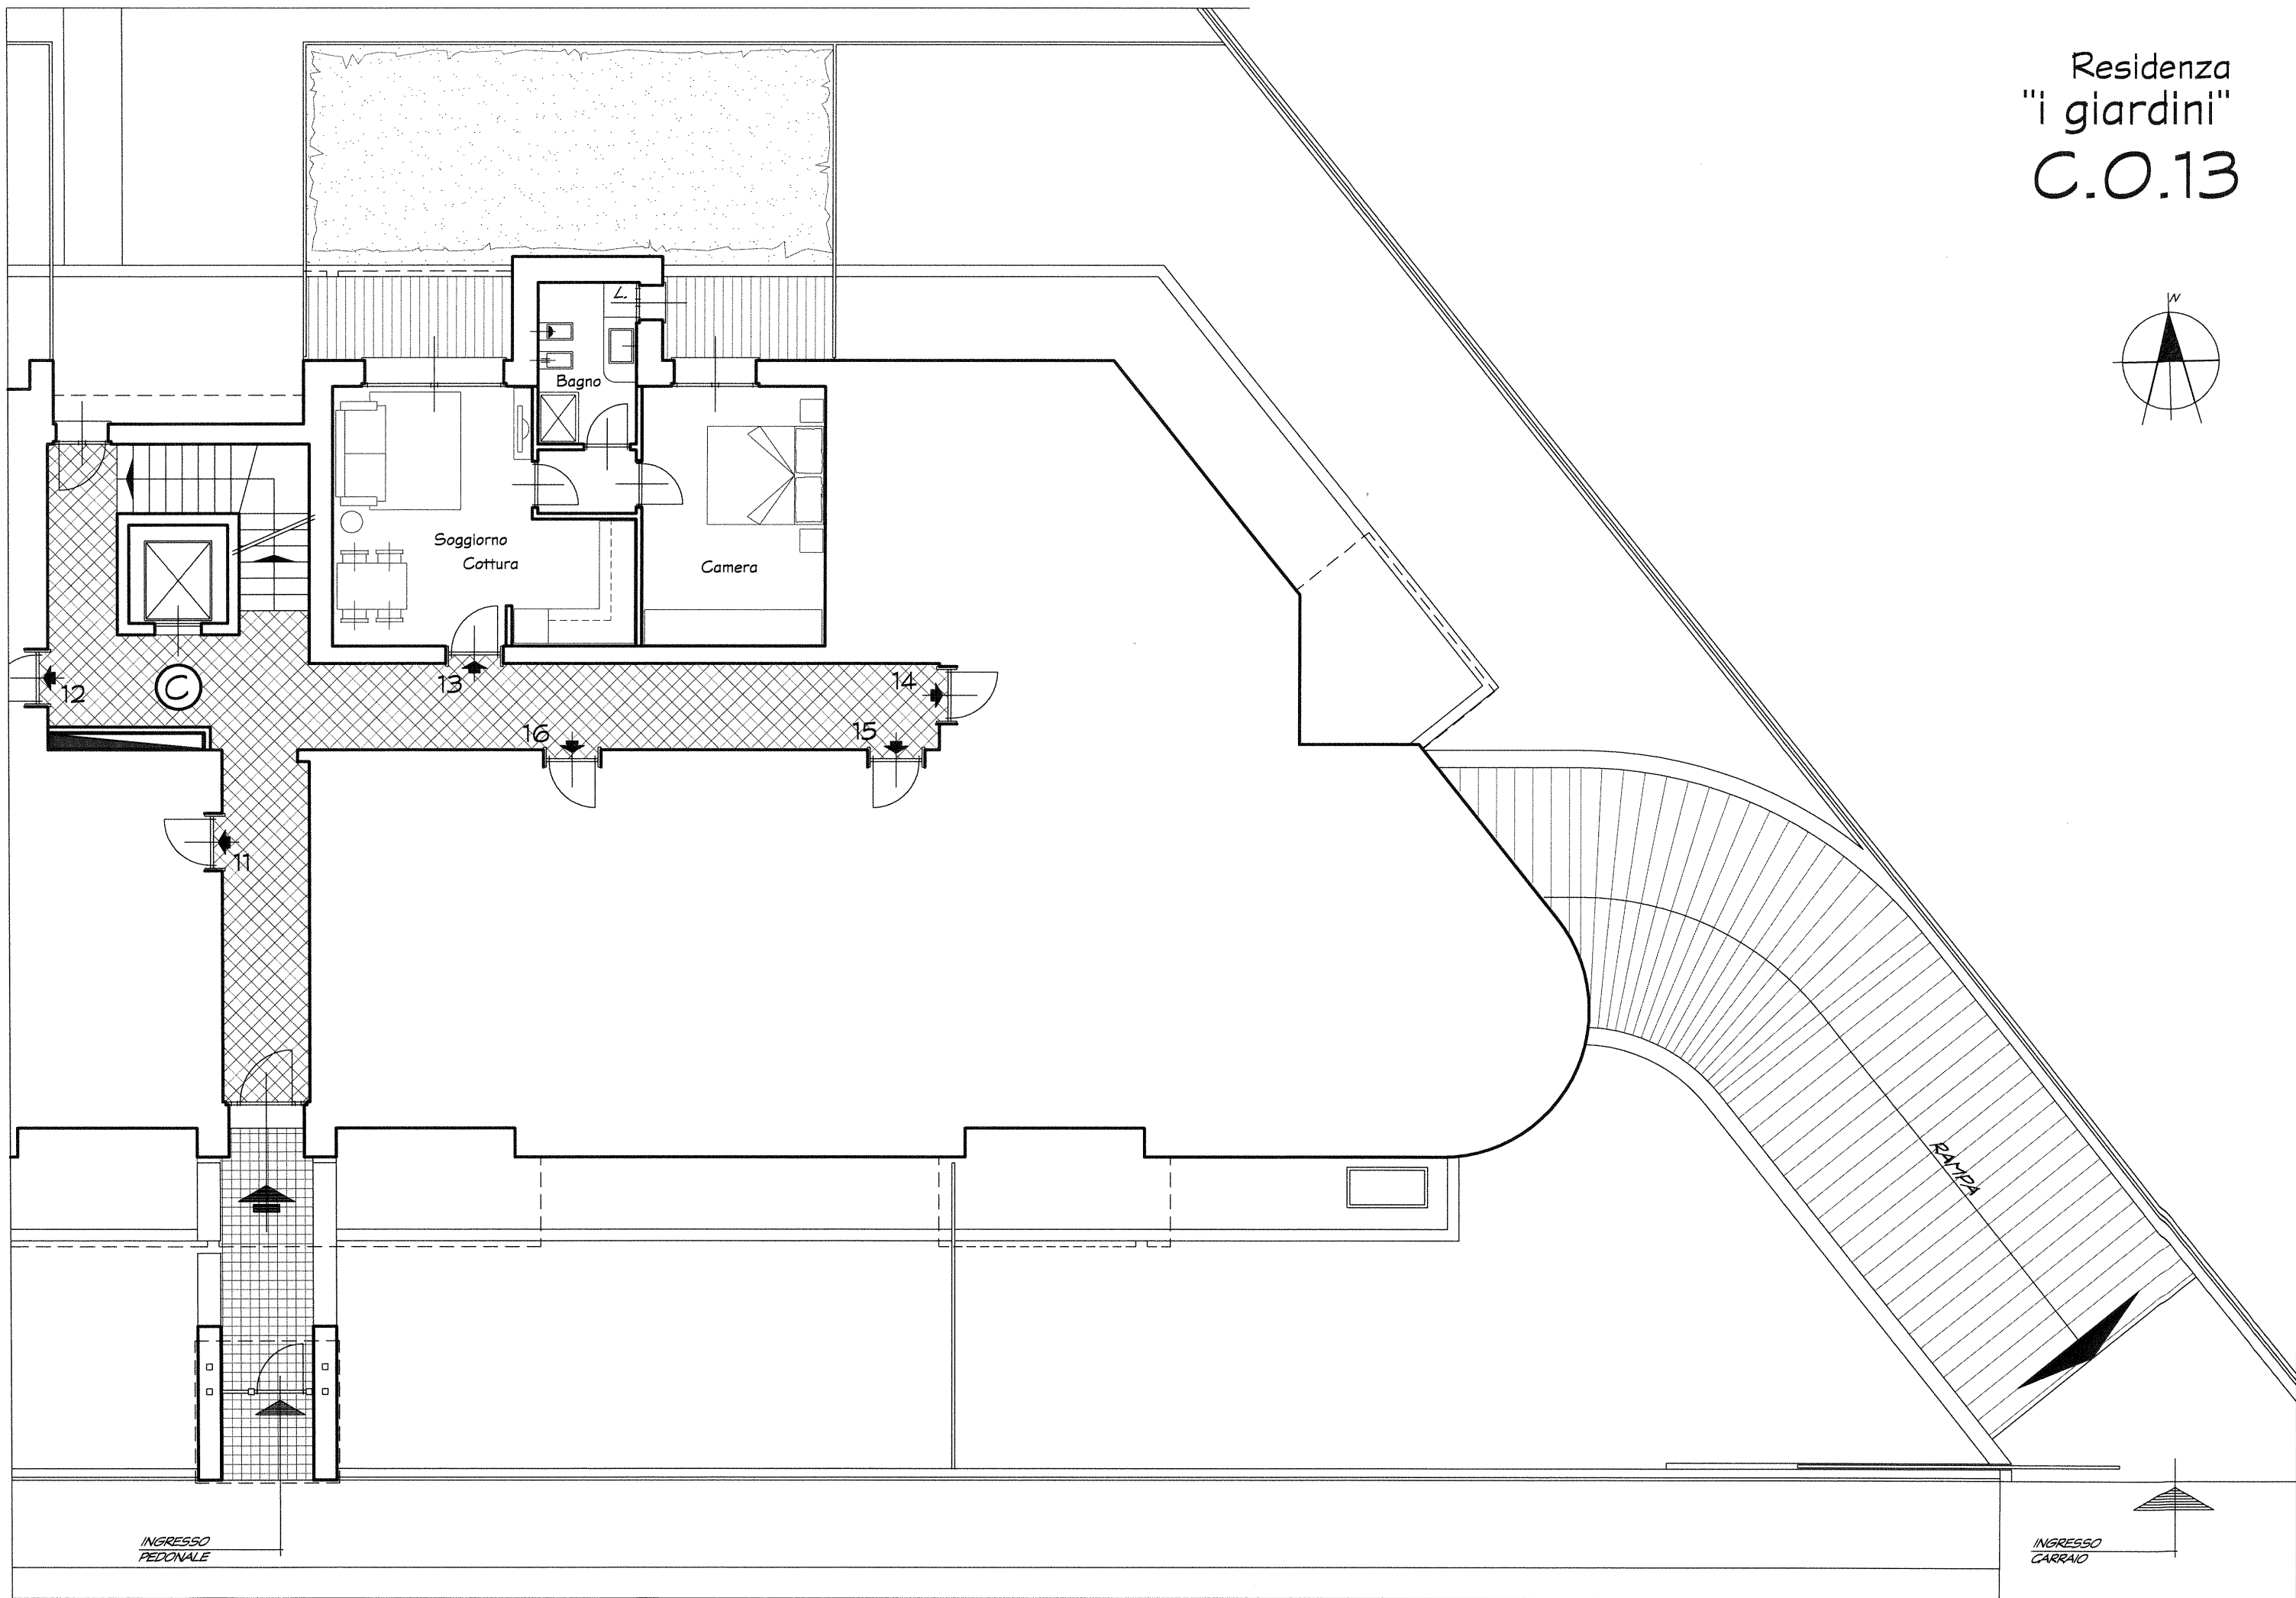 Residenza
"i giardini"
C.O.13
N
L.
Bagno
Soggiorno
Cottura
Camera
12
C
13
14
16
15
11
RAMPA
INGRESSO
PEDONALE
INGRESSO
CARRAIO